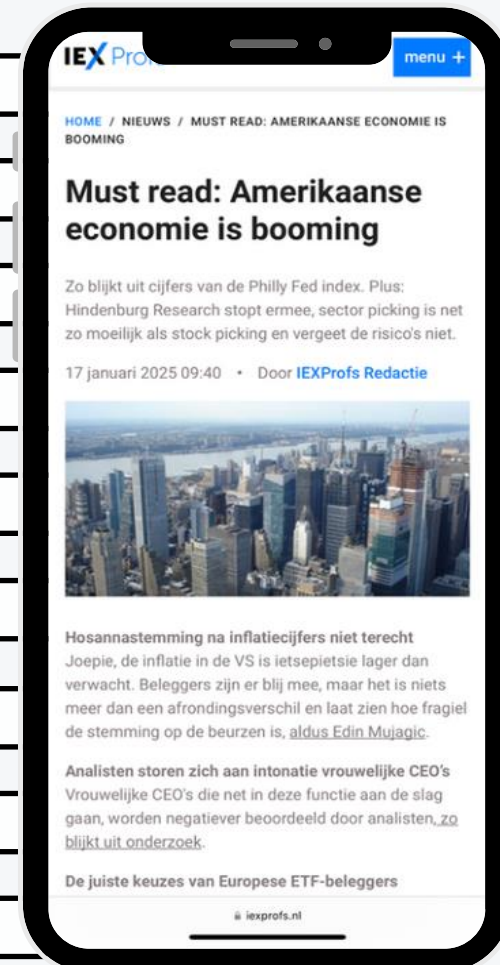 IEX Pro
menu +
HOME / NIEUWS / MUST READ: AMERIKAANSE ECONOMIE IS
BOOMING
Must read: Amerikaanse
economie is booming
Zo blijkt uit cijfers van de Philly Fed index. Plus:
Hindenburg Research stopt ermee, sector picking is net
zo moeilijk als stock picking en vergeet de risico's niet.
17 januari 2025 09:40 • Door IEXProfs Redactie
Hosannastemming na inflatiecijfers niet terecht
Joepie, de inflatie in de VS is ietsepietsie lager dan
verwacht. Beleggers zijn er blij mee, maar het is niets
meer dan een afrondingsverschil en laat zien hoe fragiel
de stemming op de beurzen is, aldus Edin Mujagic.
Analisten storen zich aan intonatie vrouwelijke CEO's
Vrouwelijke CEO's die net in deze functie aan de slag
gaan, worden negatiever beoordeeld door analisten, zo
blijkt uit onderzoek.
De juiste keuzes van Europese ETF-beleggers
iexprofs.nl